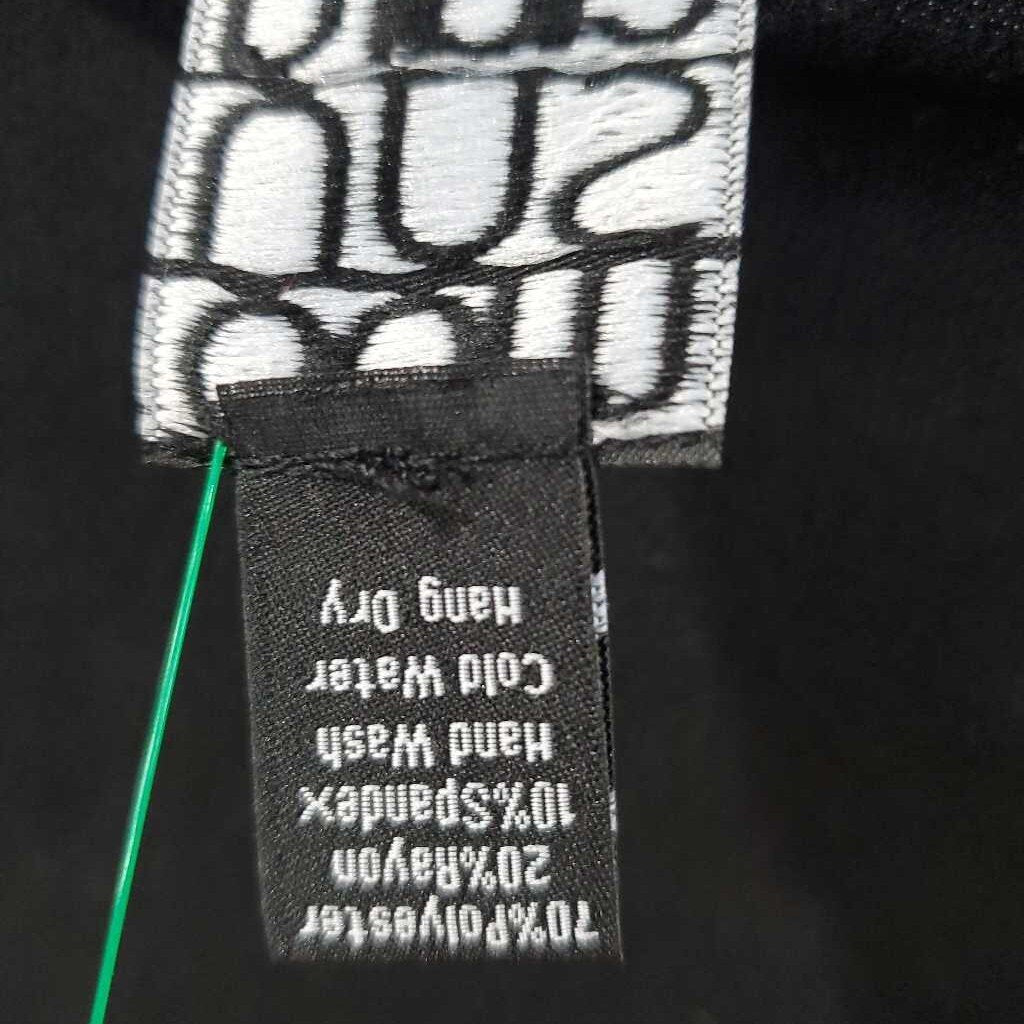 70%Polyester
20%Rayon
10%Spandex
Hand Wash
Cold Water
Hang Dry